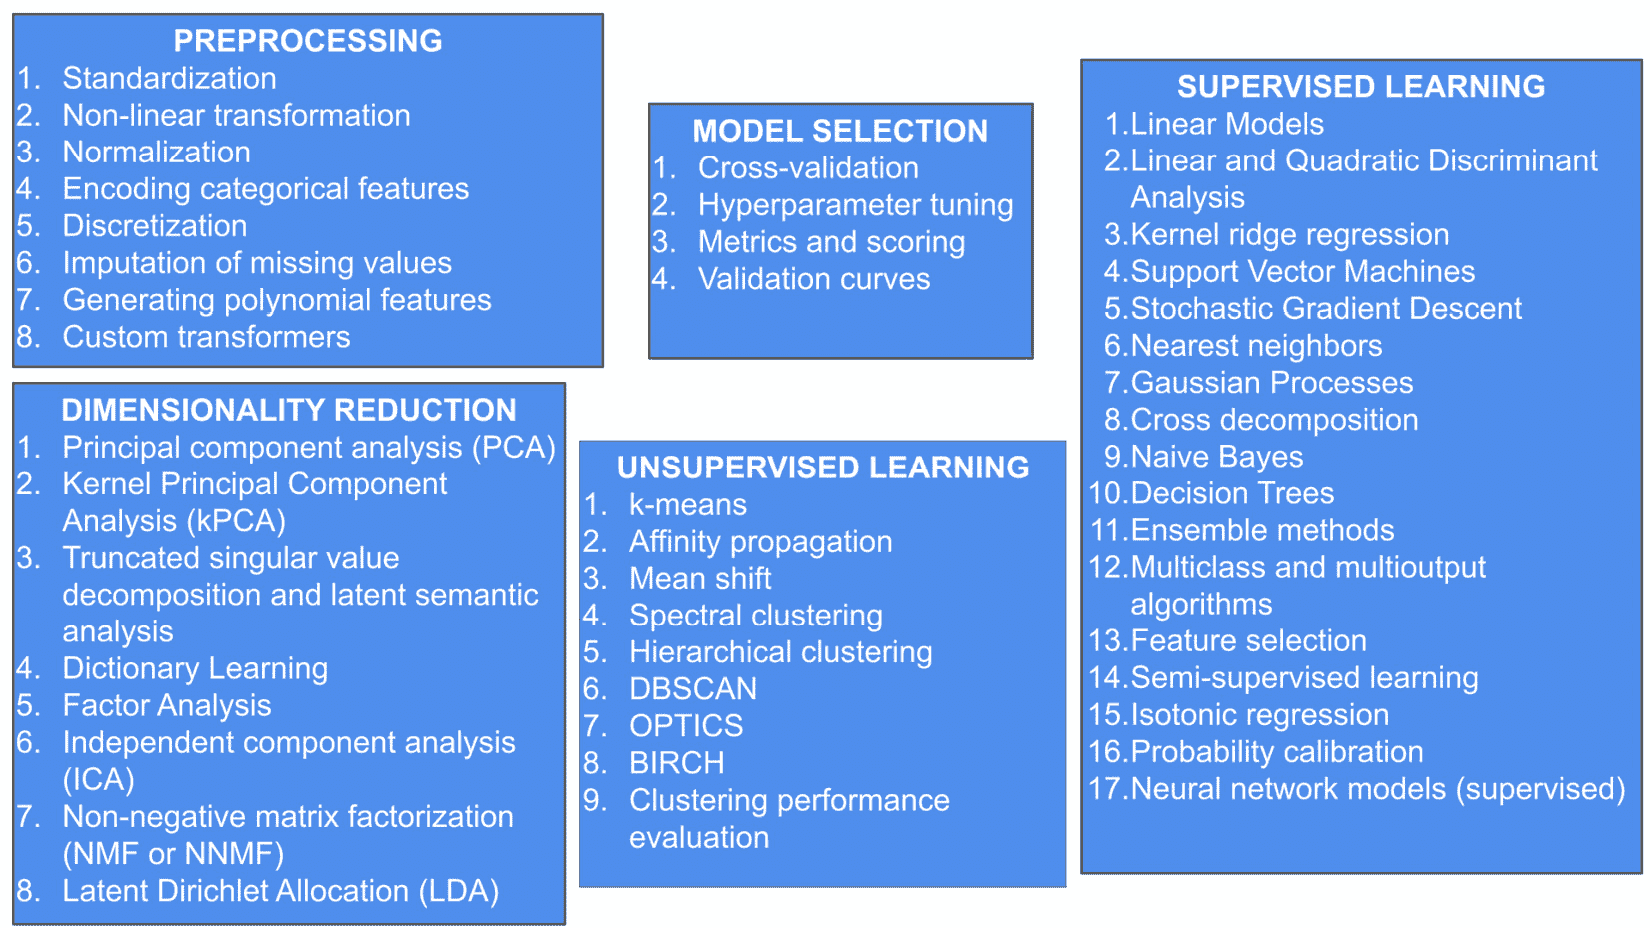 PREPROCESSING
1. Standardization
2. Non-linear transformation
3. Normalization
4. Encoding categorical features
5. Discretization
6. Imputation of missing values
7. Generating polynomial features
8. Custom transformers
MODEL SELECTION
1. Cross-validation
2. Hyperparameter tuning
3. Metrics and scoring
4. Validation curves
SUPERVISED LEARNING
1.Linear Models
2.Linear and Quadratic Discriminant
Analysis
3.Kernel ridge regression
4.Support Vector Machines
5.Stochastic Gradient Descent
6.Nearest neighbors
7.Gaussian Processes
8.Cross decomposition
9.Naive Bayes
10.Decision Trees
11.Ensemble methods
12.Multiclass and multioutput
algorithms
13.Feature selection
14.Semi-supervised learning
15.Isotonic regression
16.Probability calibration
17.Neural network models (supervised)
DIMENSIONALITY REDUCTION
1. Principal component analysis (PCA)
2. Kernel Principal Component
Analysis (kPCA)
3. Truncated singular value
decomposition and latent semantic
analysis
4. Dictionary Learning
5. Factor Analysis
6. Independent component analysis
(ICA)
7. Non-negative matrix factorization
(NMF or NNMF)
8. Latent Dirichlet Allocation (LDA)
UNSUPERVISED LEARNING
1. k-means
2. Affinity propagation
3. Mean shift
4. Spectral clustering
5. Hierarchical clustering
6. DBSCAN
7. OPTICS
8. BIRCH
9. Clustering performance
evaluation